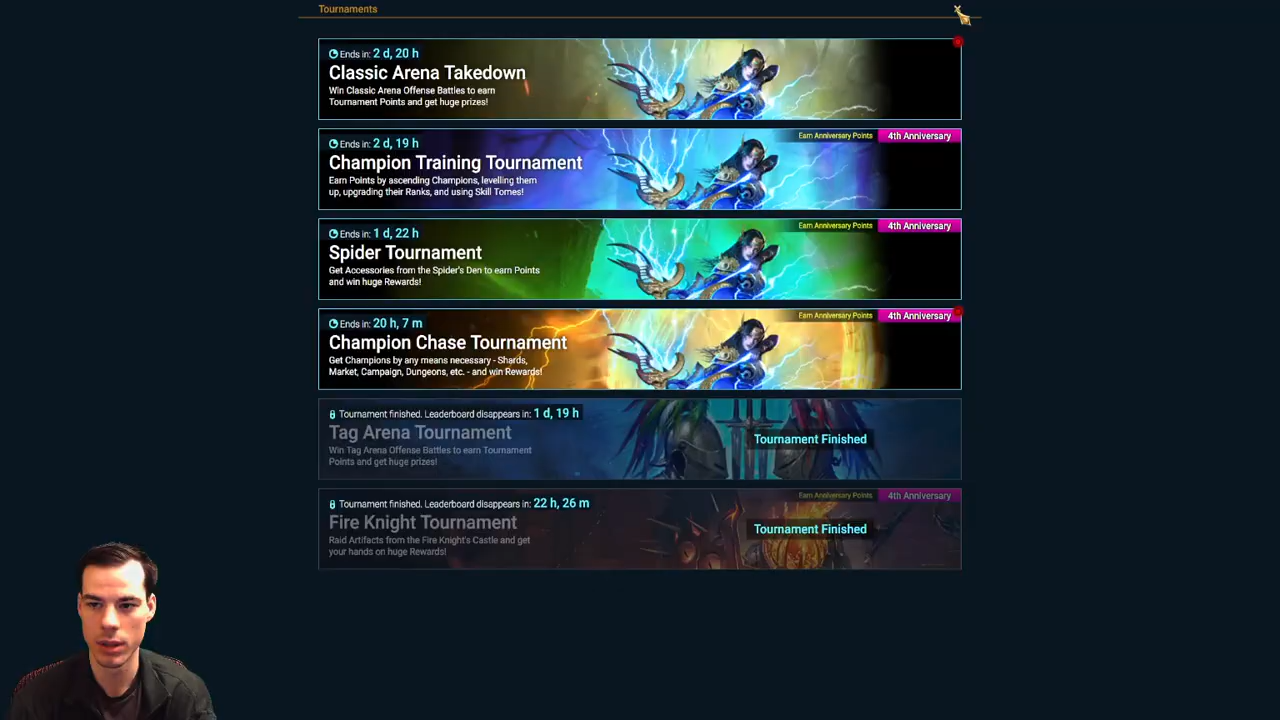 Tournaments
Ends in: 2 d, 20 h
Classic Arena Takedown
Win Classic Arena Offense Battles to earn
Tournament Points and get huge prizes!
Ends in: 2 d, 19 h
Earn Anniversary Points
4th Anniversary
Champion Training Tournament
Earn Points by ascending Champions, levelling them
up, upgrading their Ranks, and using Skill Tomes!
Ends in: 1 d, 22 h
Earn Anniversary Points
4th Anniversary
Spider Tournament
Get Accessories from the Spider's Den to earn Points
and win huge Rewards!
Ends in: 20 h, 7 m
Earn Anniversary Points
4th Anniversary
Champion Chase Tournament
Get Champions by any means necessary - Shards,
Market, Campaign, Dungeons, etc. - and win Rewards!
Tournament finished. Leaderboard disappears in: 1 d, 19 h
Tag Arena Tournament
Win Tag Arena Offense Battles to earn Tournament
Points and get huge prizes!
Tournament Finished
Tournament finished. Leaderboard disappears in: 22 h, 26 m
Earn Anniversary Points
4th Anniversary
Fire Knight Tournament
Raid Artifacts from the Fire Knight's Castle and get
your hands on huge Rewards!
Tournament Finished